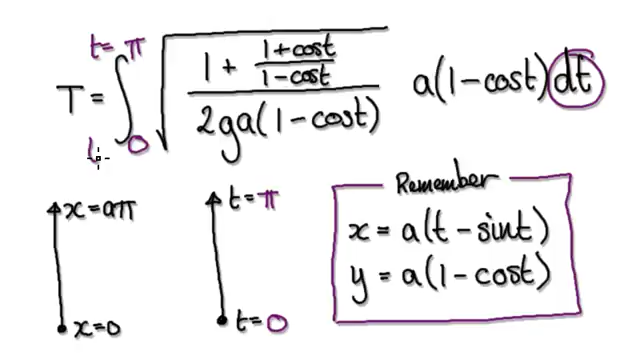 t= π
T = ∫ √ 1 + 1+cost / 1-cost / 2ga(1-cost) a(1-cost) dt
0
x=aπ
t=π
Remember
x = a(t-sint)
y = a(1-cost)
x=0
t=0